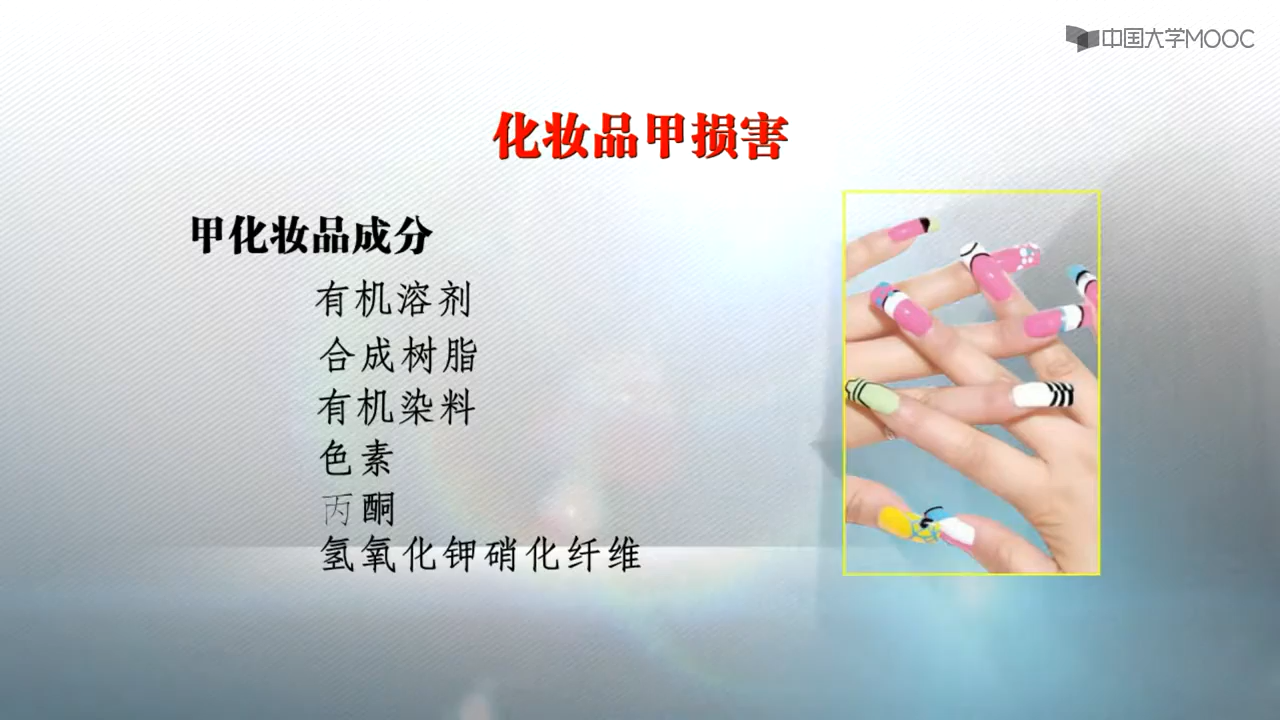 中国大学MOOC
化妆品甲损害
甲化妆品成分
有机溶剂
合成树脂
有机染料
色素
丙酮
氢氧化钾硝化纤维